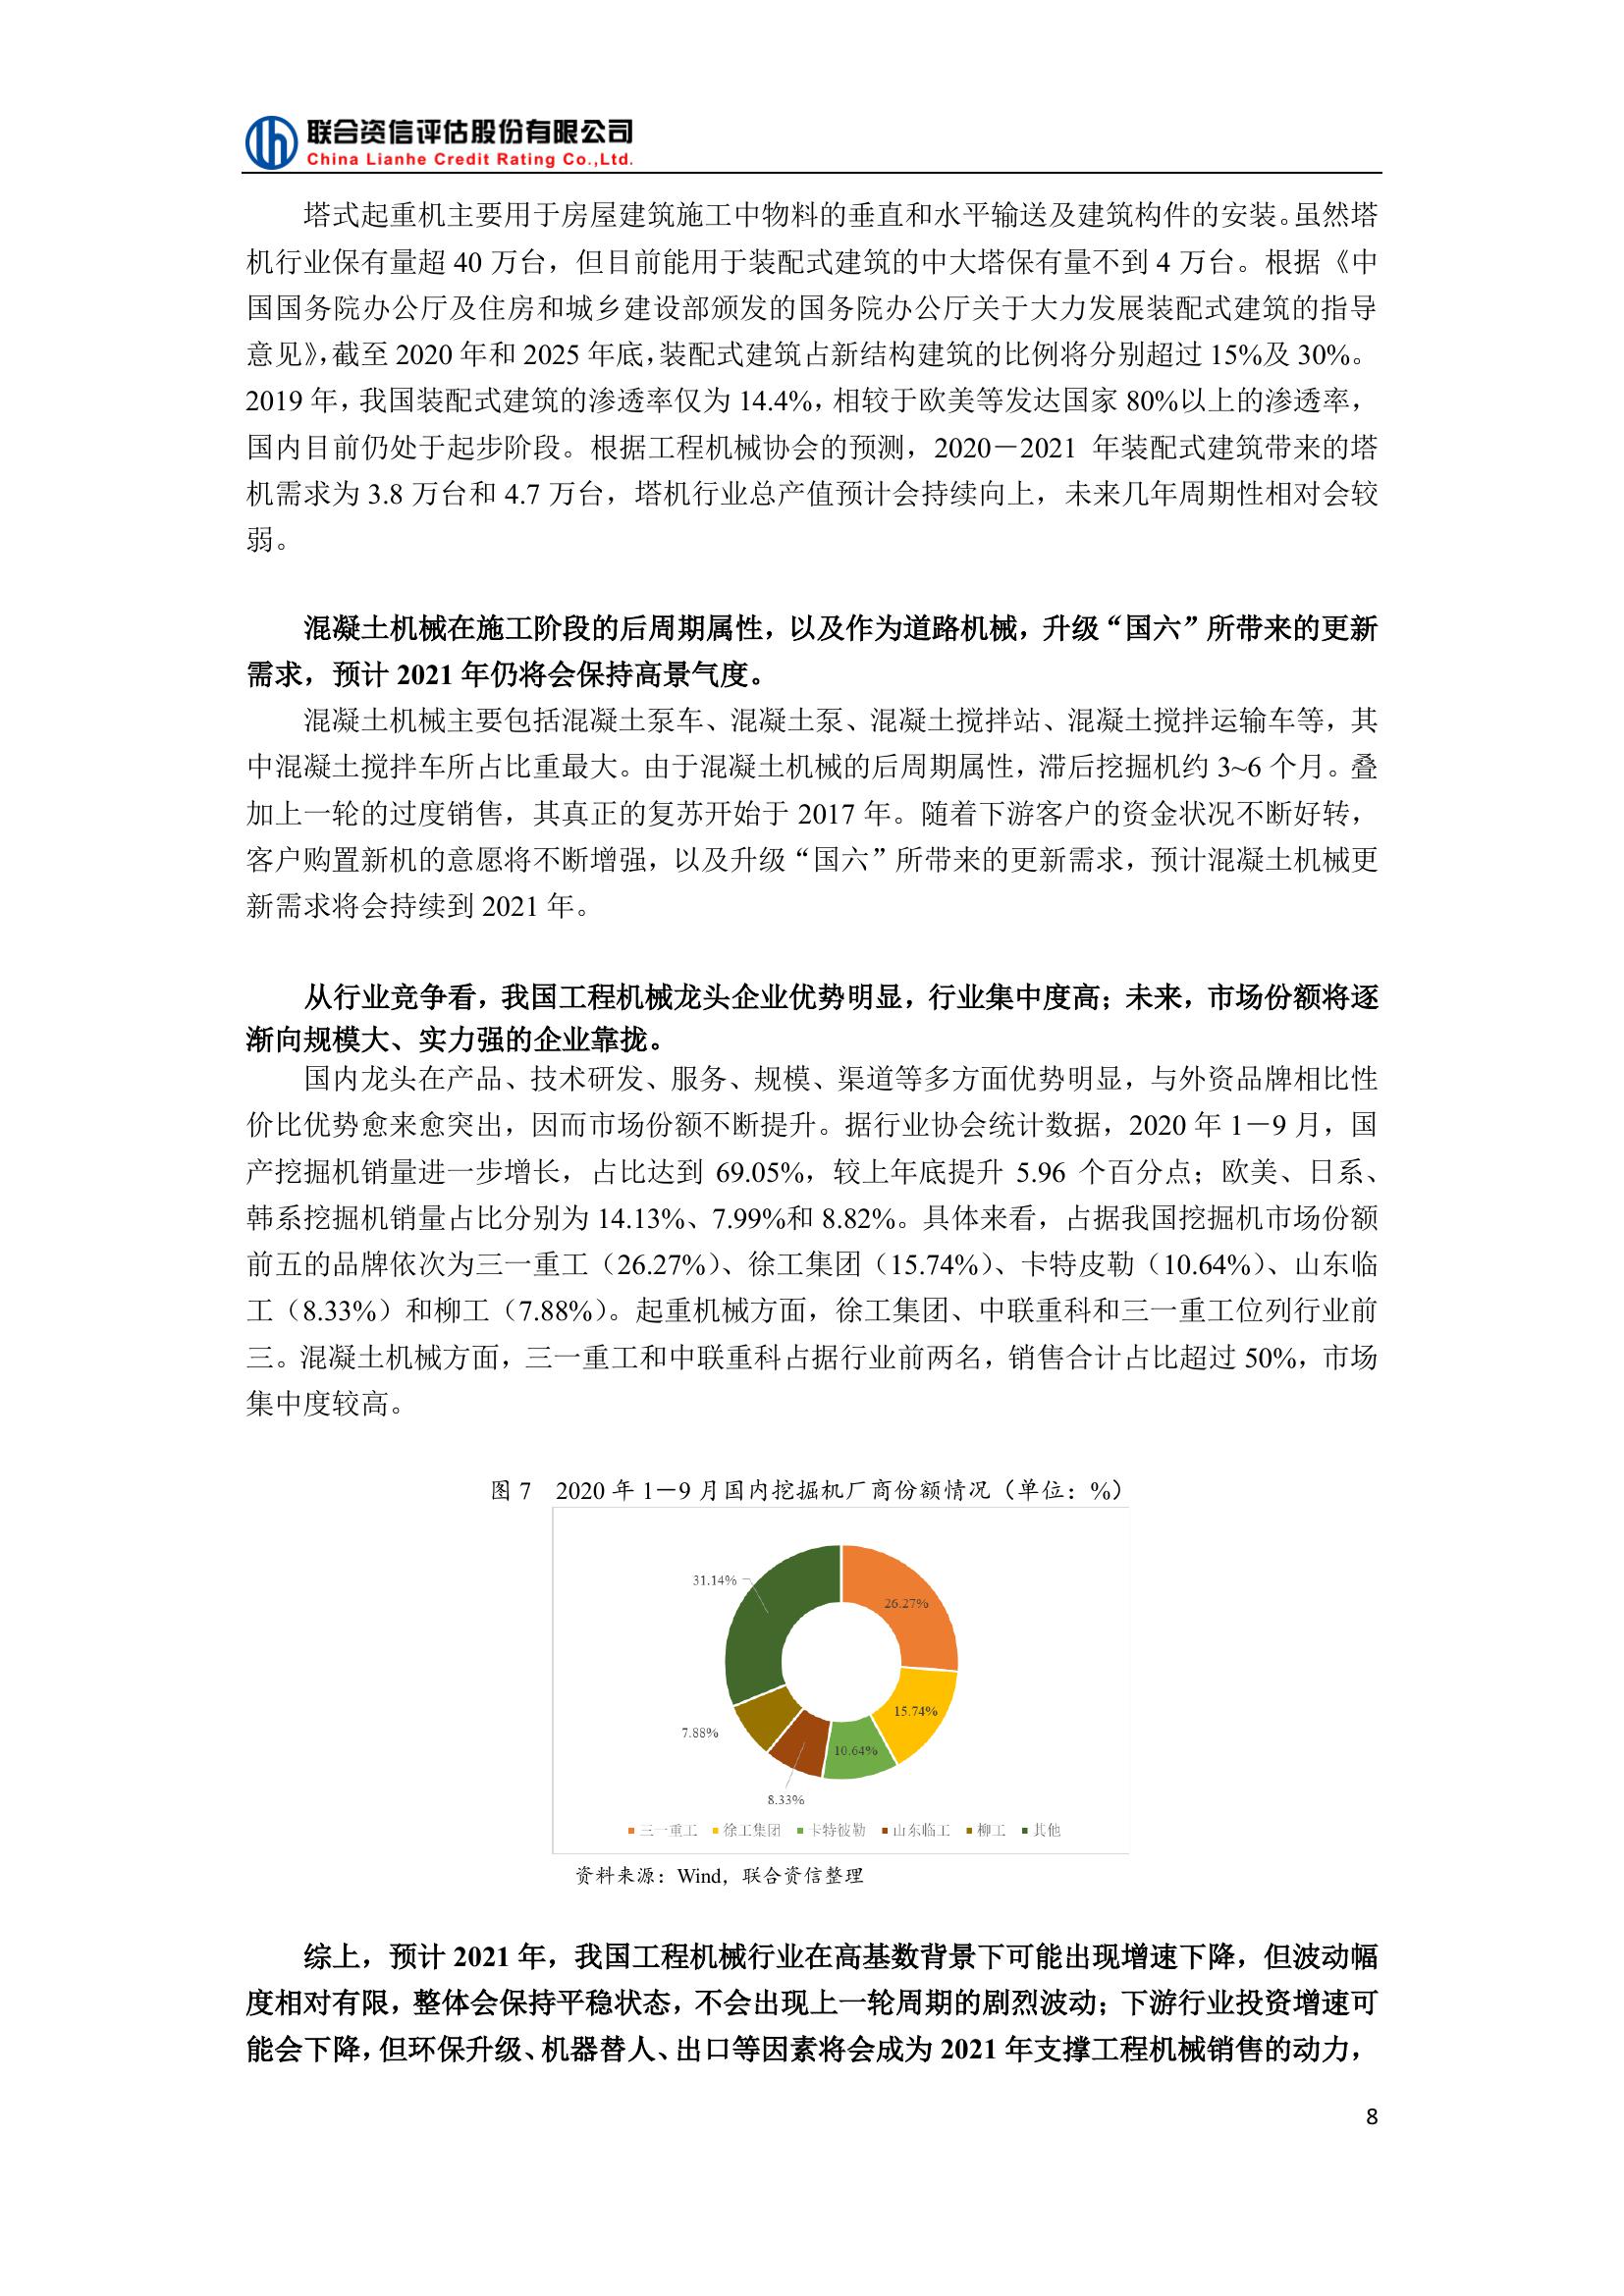 联合资信评估股份有限公司
China Lianhe Credit Rating Co.,Ltd.
塔式起重机主要用于房屋建筑施工中物料的垂直和水平输送及建筑构件的安装。虽然塔
机行业保有量超 40 万台，但目前能用于装配式建筑的中大塔保有量不到 4 万台。根据《中
国国务院办公厅及住房和城乡建设部颁发的国务院办公厅关于大力发展装配式建筑的指导
意见》，截至 2020 年和 2025 年底，装配式建筑占新结构建筑的比例将分别超过 15%及 30%。
2019 年，我国装配式建筑的渗透率仅为 14.4%，相较于欧美等发达国家 80%以上的渗透率，
国内目前仍处于起步阶段。根据工程机械协会的预测，2020－2021 年装配式建筑带来的塔
机需求为 3.8 万台和 4.7 万台，塔机行业总产值预计会持续向上，未来几年周期性相对会较
弱。
混凝土机械在施工阶段的后周期属性，以及作为道路机械，升级“国六”所带来的更新
需求，预计 2021 年仍将会保持高景气度。
混凝土机械主要包括混凝土泵车、混凝土泵、混凝土搅拌站、混凝土搅拌运输车等，其
中混凝土搅拌车所占比重最大。由于混凝土机械的后周期属性，滞后挖掘机约 3~6 个月。叠
加上一轮的过度销售，其真正的复苏开始于 2017 年。随着下游客户的资金状况不断好转，
客户购置新机的意愿将不断增强，以及升级“国六”所带来的更新需求，预计混凝土机械更
新需求将会持续到 2021 年。
从行业竞争看，我国工程机械龙头企业优势明显，行业集中度高；未来，市场份额将逐
渐向规模大、实力强的企业靠拢。
国内龙头在产品、技术研发、服务、规模、渠道等多方面优势明显，与外资品牌相比性
价比优势愈来愈突出，因而市场份额不断提升。据行业协会统计数据，2020 年 1－9 月，国
产挖掘机销量进一步增长，占比达到 69.05%，较上年底提升 5.96 个百分点；欧美、日系、
韩系挖掘机销量占比分别为 14.13%、7.99%和 8.82%。具体来看，占据我国挖掘机市场份额
前五的品牌依次为三一重工（26.27%）、徐工集团（15.74%）、卡特皮勒（10.64%）、山东临
工（8.33%）和柳工（7.88%）。起重机械方面，徐工集团、中联重科和三一重工位列行业前
三。混凝土机械方面，三一重工和中联重科占据行业前两名，销售合计占比超过 50%，市场
集中度较高。
图 7 2020 年 1－9 月国内挖掘机厂商份额情况（单位：%）
31.14%
26.27%
15.74%
7.88%
10.64%
8.33%
三一重工 徐工集团 卡特彼勒 山东临工 柳工 其他
资料来源：Wind，联合资信整理
综上，预计 2021 年，我国工程机械行业在高基数背景下可能出现增速下降，但波动幅
度相对有限，整体会保持平稳状态，不会出现上一轮周期的剧烈波动；下游行业投资增速可
能会下降，但环保升级、机器替人、出口等因素将会成为 2021 年支撑工程机械销售的动力，
8